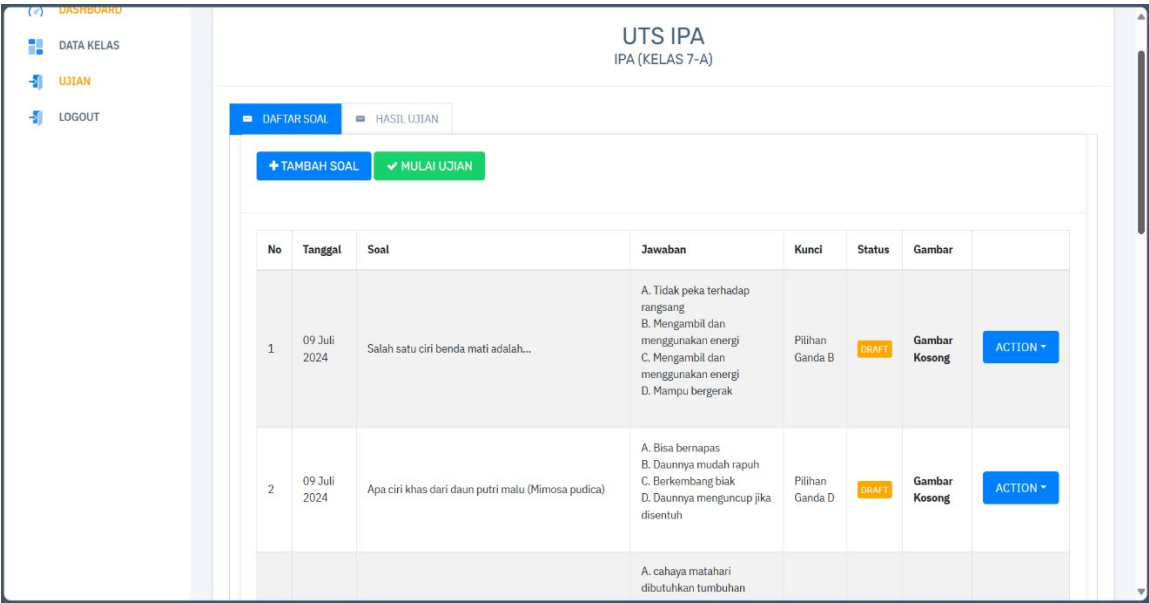 DASHBOARD
DATA KELAS
UJIAN
LOGOUT
UTS IPA
IPA (KELAS 7-A)
DAFTAR SOAL
HASIL UJIAN
TAMBAH SOAL
MULAI UJIAN
No Tanggal Soal Jawaban Kunci Status Gambar
1
09 Juli
2024
Salah satu ciri benda mati adalah...
A. Tidak peka terhadap
rangsang
B. Mengambil dan
menggunakan energi
C. Mengambil dan
menggunakan energi
D. Mampu bergerak
Pilihan
Ganda B
DRAFT
Gambar
Kosong
ACTION
2
09 Juli
2024
Apa ciri khas dari daun putri malu (Mimosa pudica)
A. Bisa bernapas
B. Daunnya mudah rapuh
C. Berkembang biak
D. Daunnya menguncup jika
disentuh
Pilihan
Ganda D
DRAFT
Gambar
Kosong
ACTION
A. cahaya matahari
dibutuhkan tumbuhan